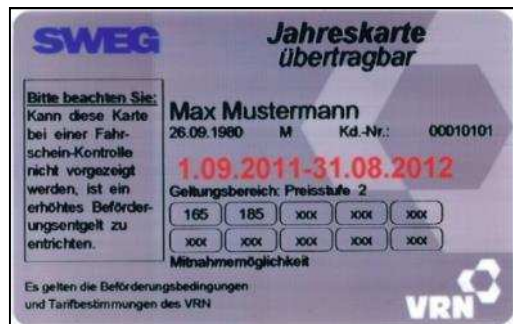 SWEG
Jahreskarte
übertragbar
Bitte beachten Sie:
Kann diese Karte
bei einer Fahr-
schein-Kontrolle
nicht vorgezeigt
werden, ist ein
erhöhtes Beförder-
ungsentgelt zu
entrichten.
Max Mustermann
26.09.1980 M Kd.-Nr.: 00010101
1.09.2011-31.08.2012
Geltungsbereich: Preisstufe 2
165 185 xxx xxx xxx
xxx xxx xxx xxx xxx
Mitnahmemöglichkeit
Es gelten die Beförderungsbedingungen
und Tarifbestimmungen des VRN
VRN